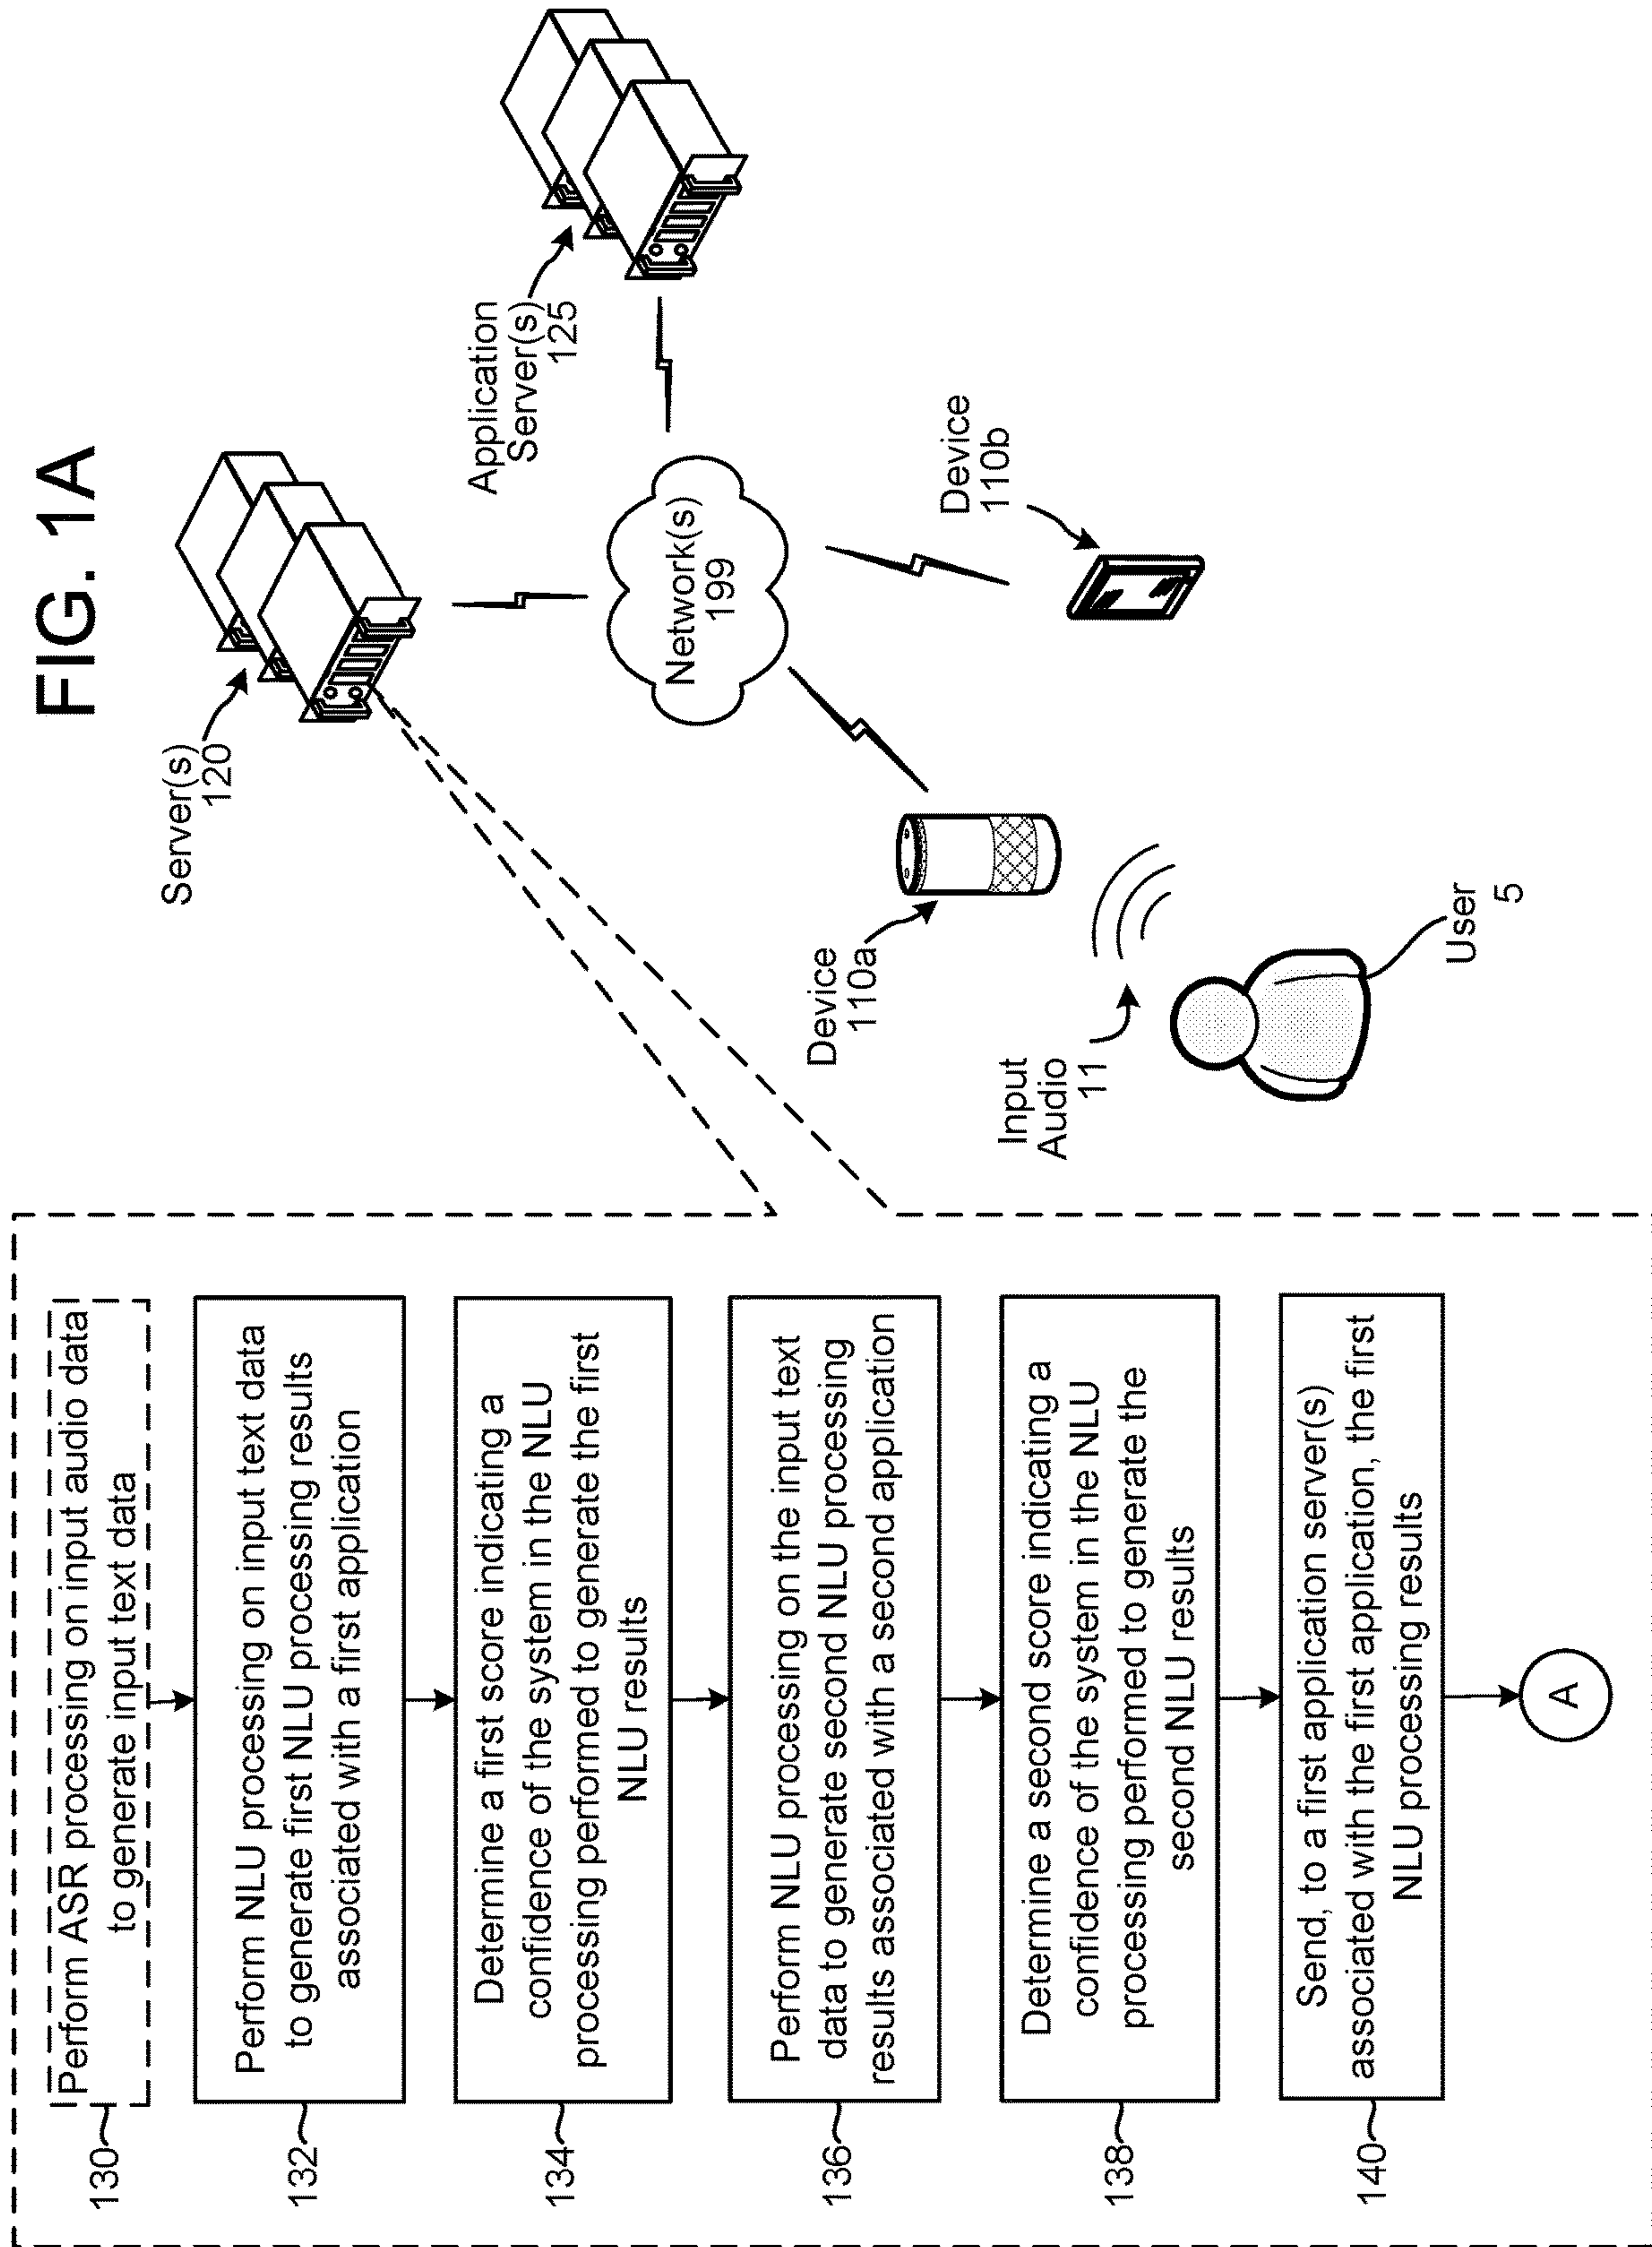 FIG. 1A
130
Perform ASR processing on input audio data
to generate input text data
132
Perform NLU processing on input text data
to generate first NLU processing results
associated with a first application
134
Determine a first score indicating a
confidence of the system in the NLU
processing performed to generate the first
NLU results
136
Perform NLU processing on the input text
data to generate second NLU processing
results associated with a second application
138
Determine a second score indicating a
confidence of the system in the NLU
processing performed to generate the
second NLU results
140
Send, to a first application server(s)
associated with the first application, the first
NLU processing results
A
Server(s)
120
Application
Server(s)
125
Network(s)
199
Device
110a
Device
110b
Input
Audio
11
User
5